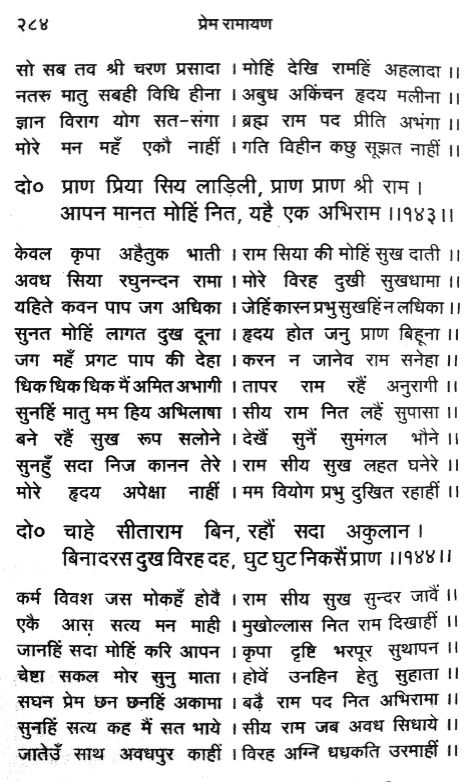 २८४
प्रेम रामायण
सो सब तव श्री चरण प्रसादा । मोहिं देखि रामहिं अहलादा ।।
नतरु मातु सबही विधि हीना । अबुध अकिंचन हृदय मलीना ।।
ज्ञान विराग योग सत-संगा । ब्रह्म राम पद प्रीति अभंगा ।।
मोरे मन महँ एकौ नाहीं । गति विहीन कछु सूझत नाहीं ।।
दो० प्राण प्रिया सिय लाड़िली, प्राण प्राण श्री राम ।
आपन मानत मोहिं नित, यहै एक अभिराम ।।१४३।।
केवल कृपा अहैतुक भाती । राम सिया की मोहिं सुख दाती ।।
अवध सिया रघुनन्दन रामा । मोरे विरह दुखी सुखधामा ।।
यहिते कवन पाप जग अधिका । जेहिं कारन प्रभु सुखहिं न लधिका ।।
सुनत मोहिं लागत दुख दूना । हृदय होत जनु प्राण बिहूना ।।
जग महँ प्रगट पाप की देहा । करन न जानेव राम सनेहा ।।
धिक धिक धिक मैं अमित अभागी । तापर राम रहैं अनुरागी ।।
सुनहिं मातु मम हिय अभिलाषा । सीय राम नित लहैं सुपासा ।।
बने रहैं सुख रूप सलोने । देखैं सुनैं सुमंगल भौने ।।
सुनहुँ सदा निज कानन तेरे । राम सीय सुख लहत घनेरे ।।
मोरे हृदय अपेक्षा नाहीं । मम वियोग प्रभु दुखित रहाहीं ।।
दो० चाहे सीताराम बिन, रहौं सदा अकुलान ।
बिना दरस दुख विरह दह, घुट घुट निकसैं प्राण ।।१४४।।
कर्म विवश जस मोकहँ होवै । राम सीय सुख सुन्दर जोवैं ।।
एकै आस सत्य मन माही । मुखोल्लास नित राम दिखाहीं ।।
जानहिं सदा मोहिं करि आपन । कृपा दृष्टि भरपूर सुथापन ।।
चेष्टा सकल मोर सुनु माता । होवें उनहिन हेतु सुहाता ।।
सघन प्रेम छन छनहिं अकामा । बढ़ै राम पद नित अभिरामा ।।
सुनहिं सत्य कह मैं सत भाये । सीय राम जब अवध सिधाये ।।
जातेउँ साथ अवधपुर काहीं । विरह अग्नि धधकति उरमाहीं ।।